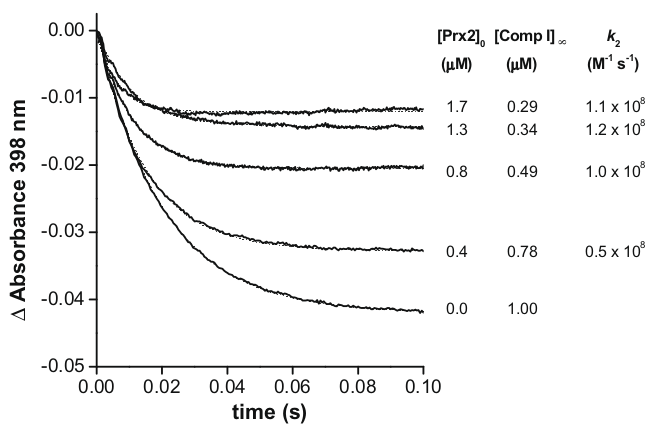 [Prx2]₀ [Comp I]∞ k₂
(μM) (μM) (M⁻¹ s⁻¹)
0.00
-0.01
-0.02
-0.03
-0.04
-0.05
Δ Absorbance 398 nm
1.7 0.29 1.1 x 10⁸
1.3 0.34 1.2 x 10⁸
0.8 0.49 1.0 x 10⁸
0.4 0.78 0.5 x 10⁸
0.0 1.00
0.00 0.02 0.04 0.06 0.08 0.10
time (s)